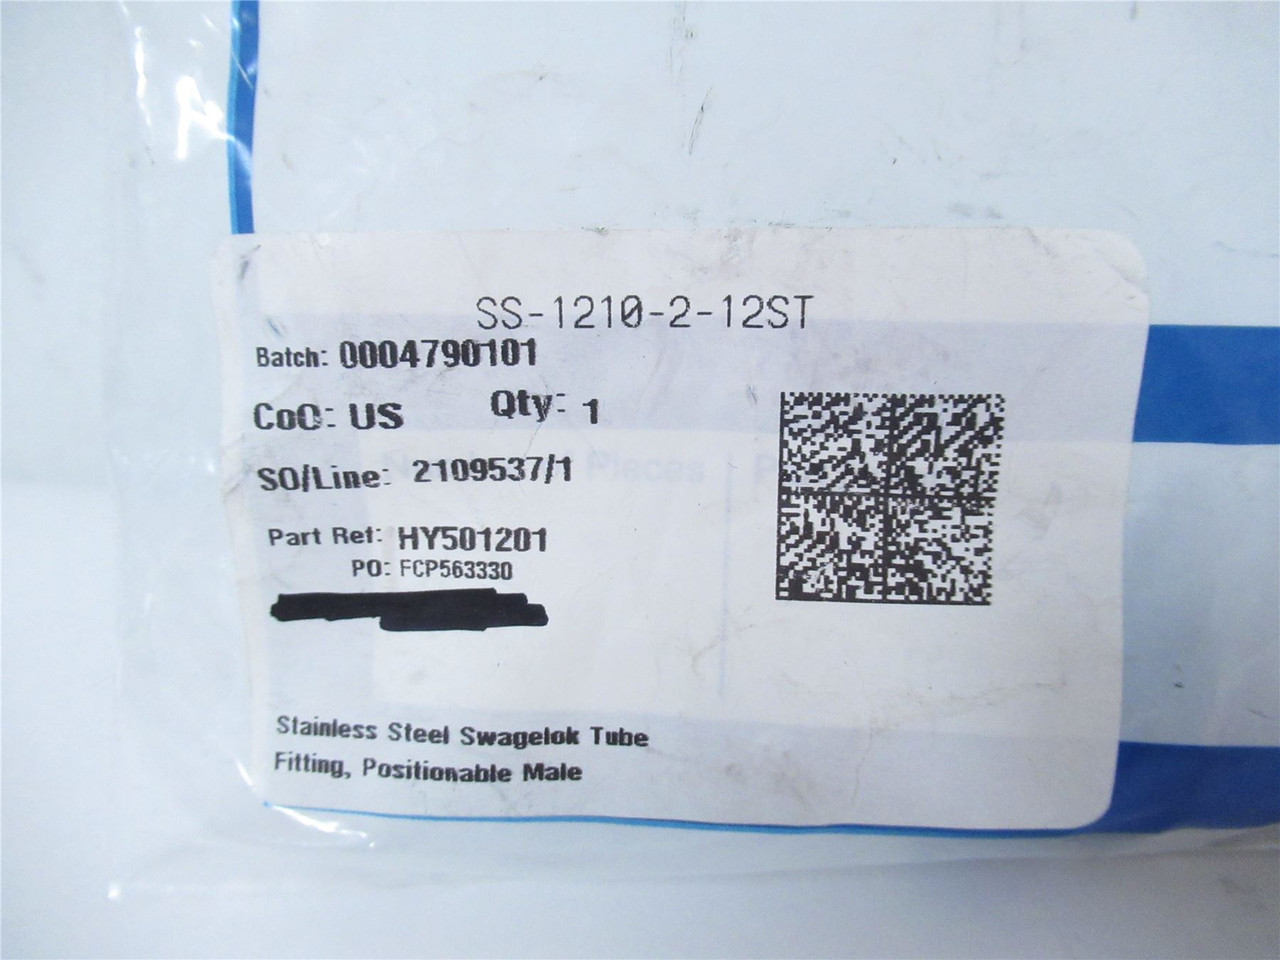 SS-1210-2-12ST
Batch: 0004790101
CoO: US Qty: 1
SO/Line: 2109537/1
Pieces
Part Ref: HY501201
PO: FCP563330
Stainless Steel Swagelok Tube
Fitting, Positionable Male